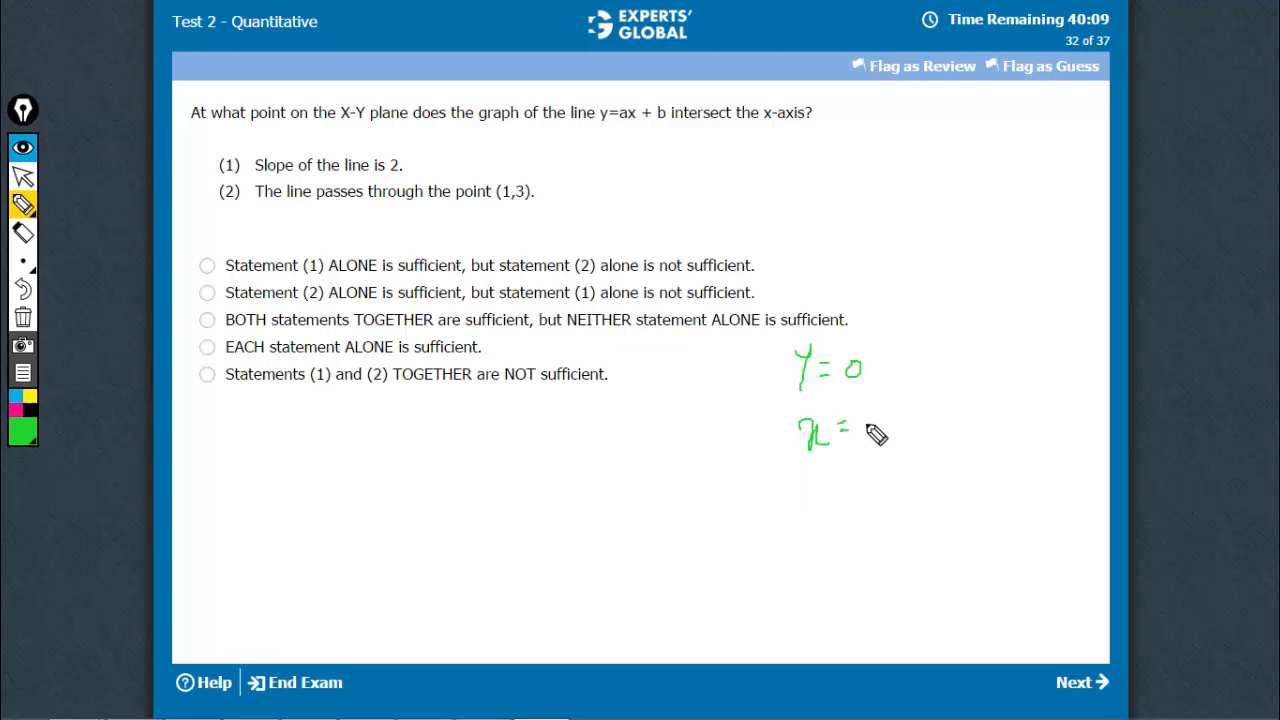 Test 2 - Quantitative
EXPERTS' GLOBAL
Time Remaining 40:09
32 of 37
Flag as Review Flag as Guess
At what point on the X-Y plane does the graph of the line y=ax + b intersect the x-axis?
(1) Slope of the line is 2.
(2) The line passes through the point (1,3).
Statement (1) ALONE is sufficient, but statement (2) alone is not sufficient.
Statement (2) ALONE is sufficient, but statement (1) alone is not sufficient.
BOTH statements TOGETHER are sufficient, but NEITHER statement ALONE is sufficient.
EACH statement ALONE is sufficient.
Statements (1) and (2) TOGETHER are NOT sufficient.
Y = 0
x =
Help End Exam Next